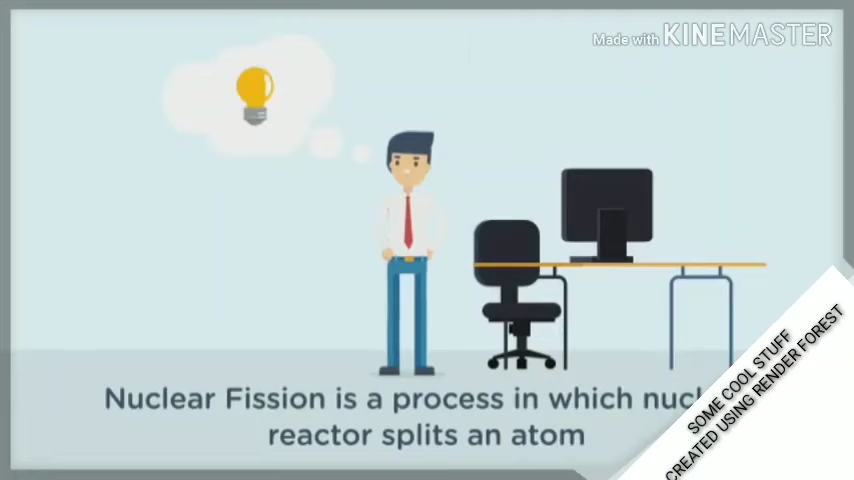 Made with KINEMASTER
Nuclear Fission is a process in which
reactor splits an atom
SOME COOL STUFF
CREATED USING RENDER FOREST